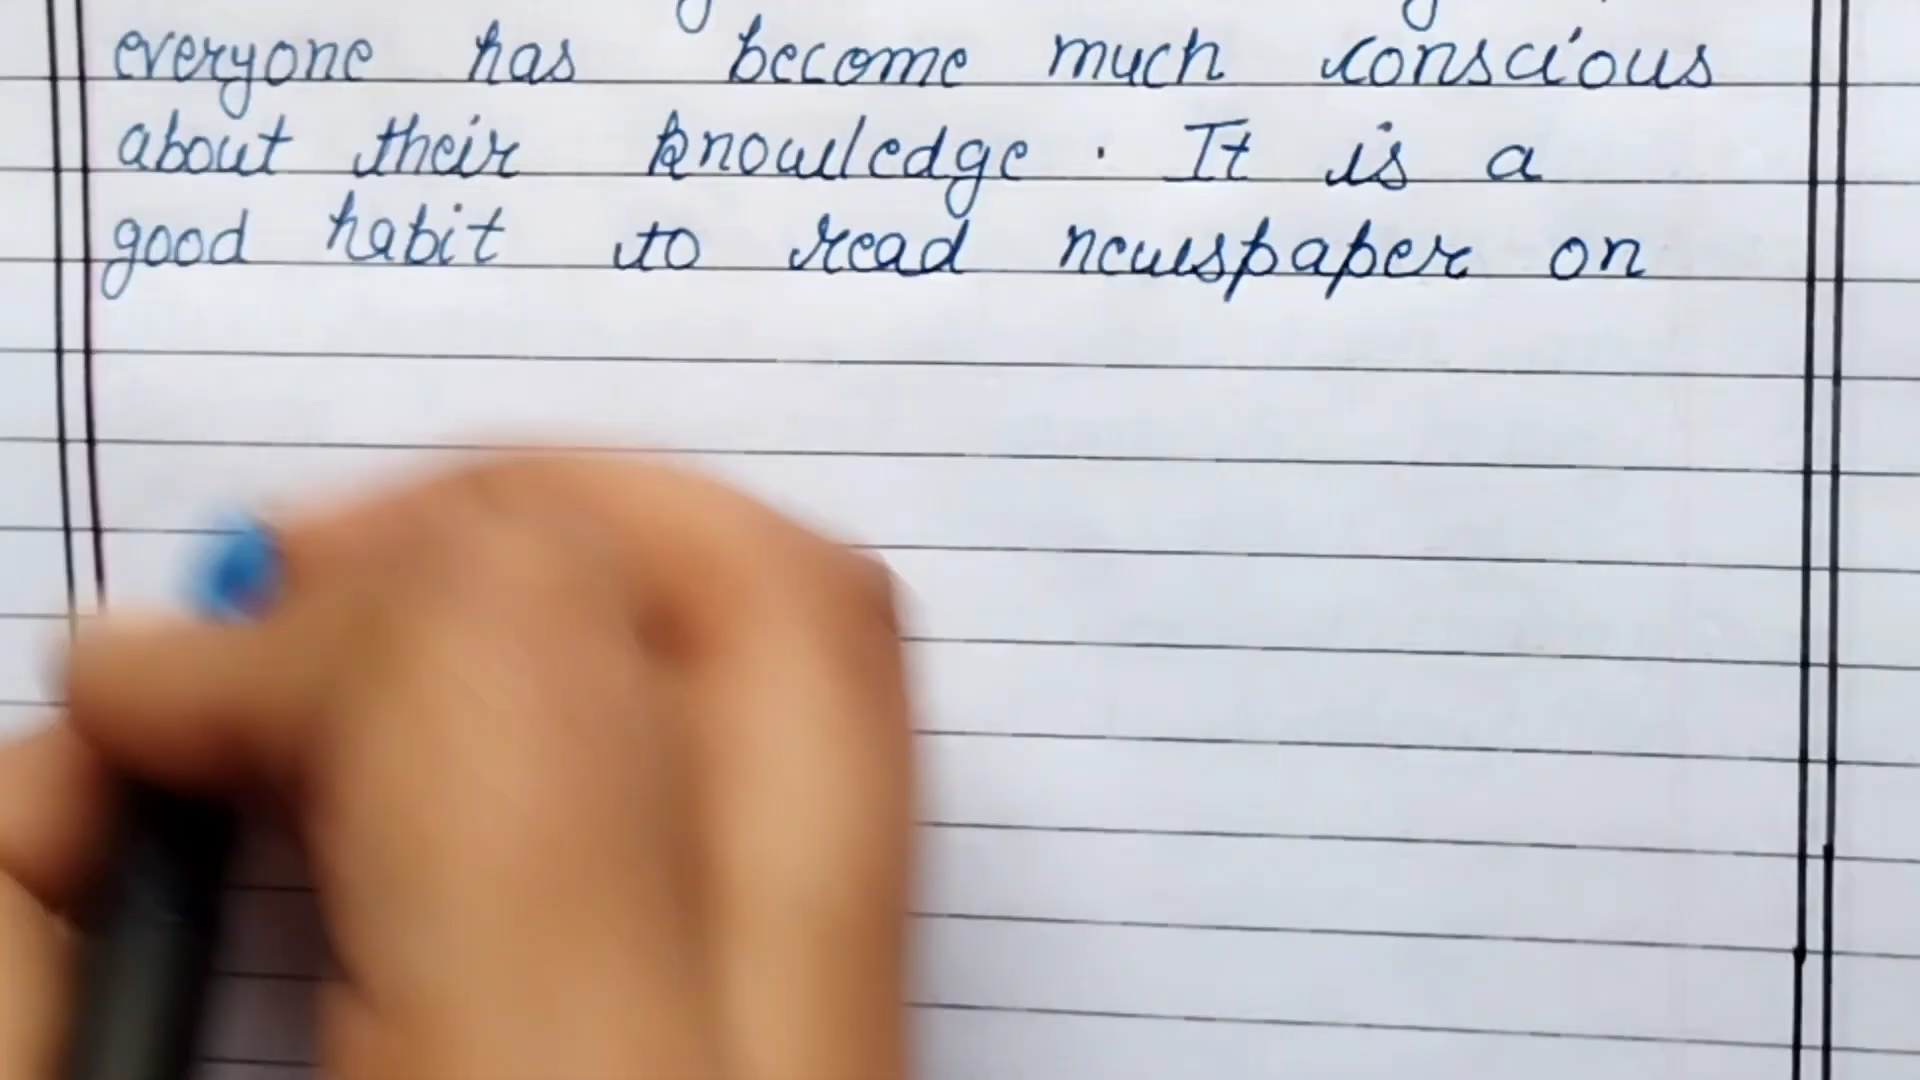 everyone has become much conscious
about their knowledge. It is a
good habit to read newspaper on